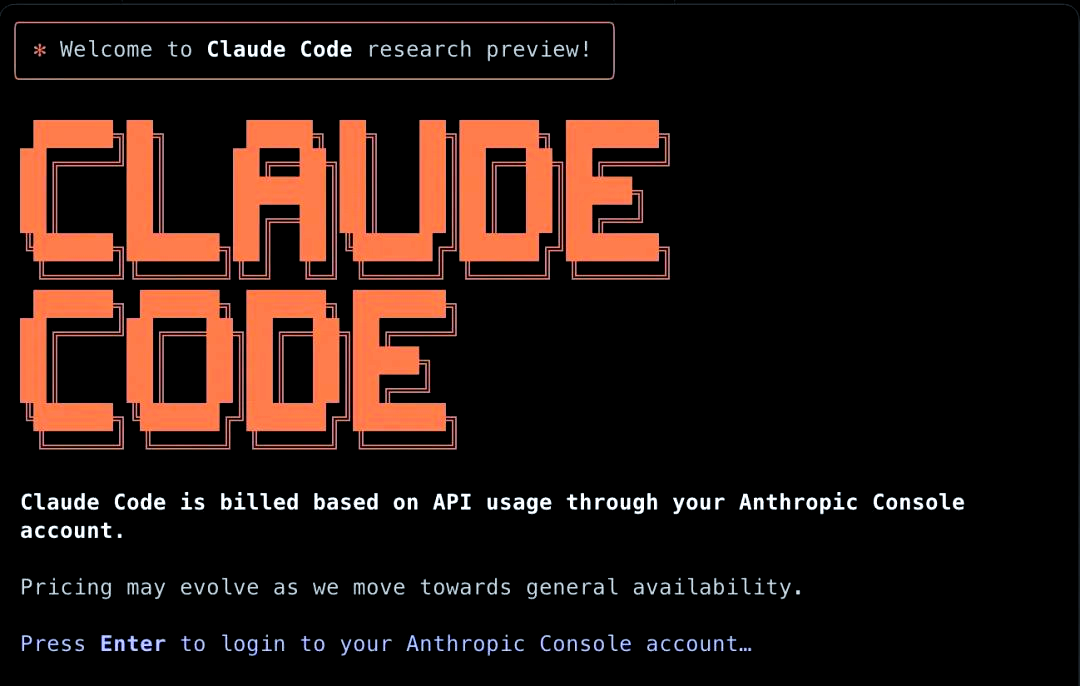 ✻ Welcome to Claude Code research preview!
CLAUDE
CODE
Claude Code is billed based on API usage through your Anthropic Console
account.
Pricing may evolve as we move towards general availability.
Press Enter to login to your Anthropic Console account…